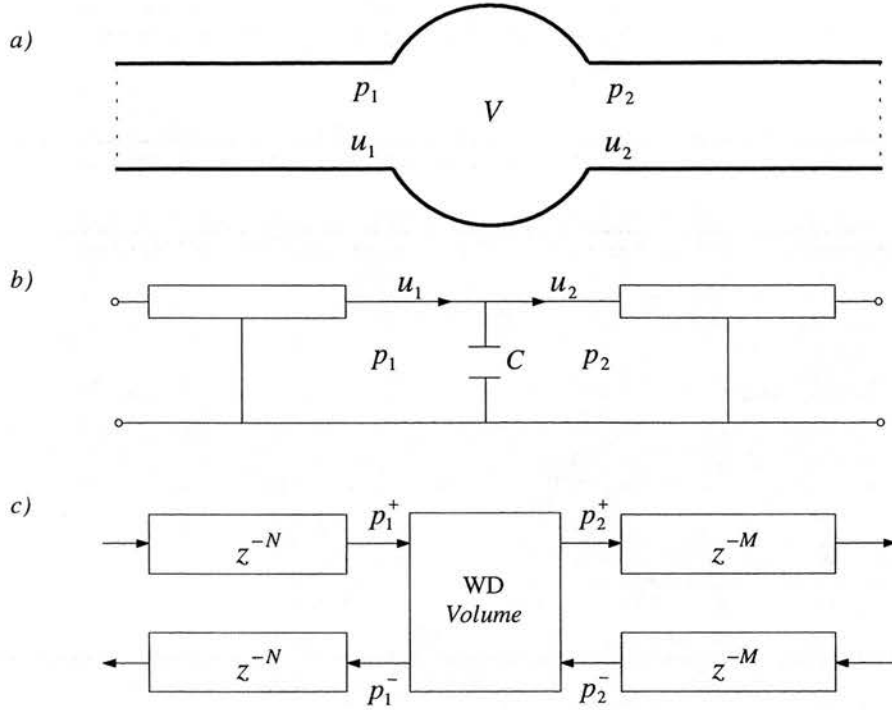 a)
p₁ V p₂
u₁ u₂
b)
u₁ u₂
p₁ C p₂
c)
p₁⁺ p₂⁺
z⁻ᴺ z⁻ᴹ
WD
Volume
z⁻ᴺ z⁻ᴹ
p₁⁻ p₂⁻